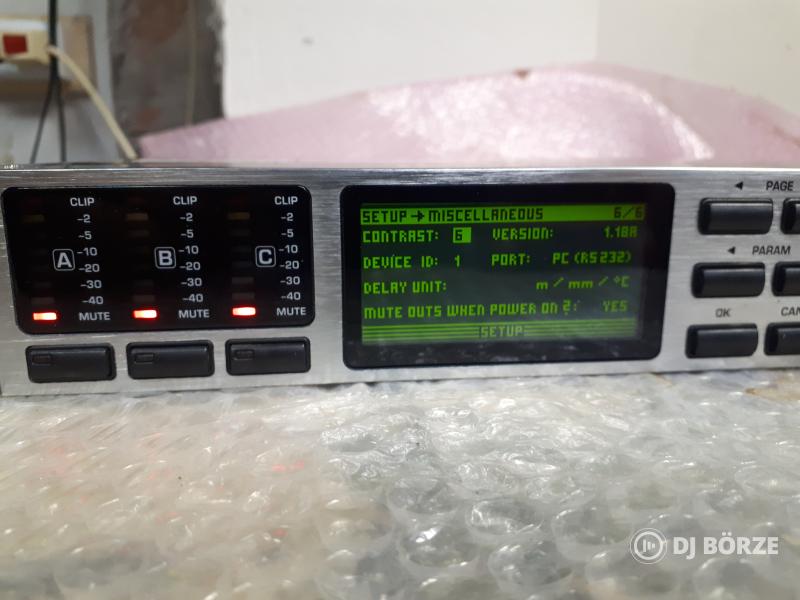 CLIP CLIP CLIP PAGE
-2 -2 -2
-5 -5 -5
A -10 B -10 C -10 PARAM
-20 -20 -20
-30 -30 -30
-40 -40 -40
MUTE MUTE MUTE OK CAN
SETUP → MISCELLANEOUS 6/6
CONTRAST: 6 VERSION: 1.18A
DEVICE ID: 1 PORT: PC (RS232)
DELAY UNIT: m / mm / °C
MUTE OUTS WHEN POWER ON ?: YES
SETUP
DJ BÖRZE